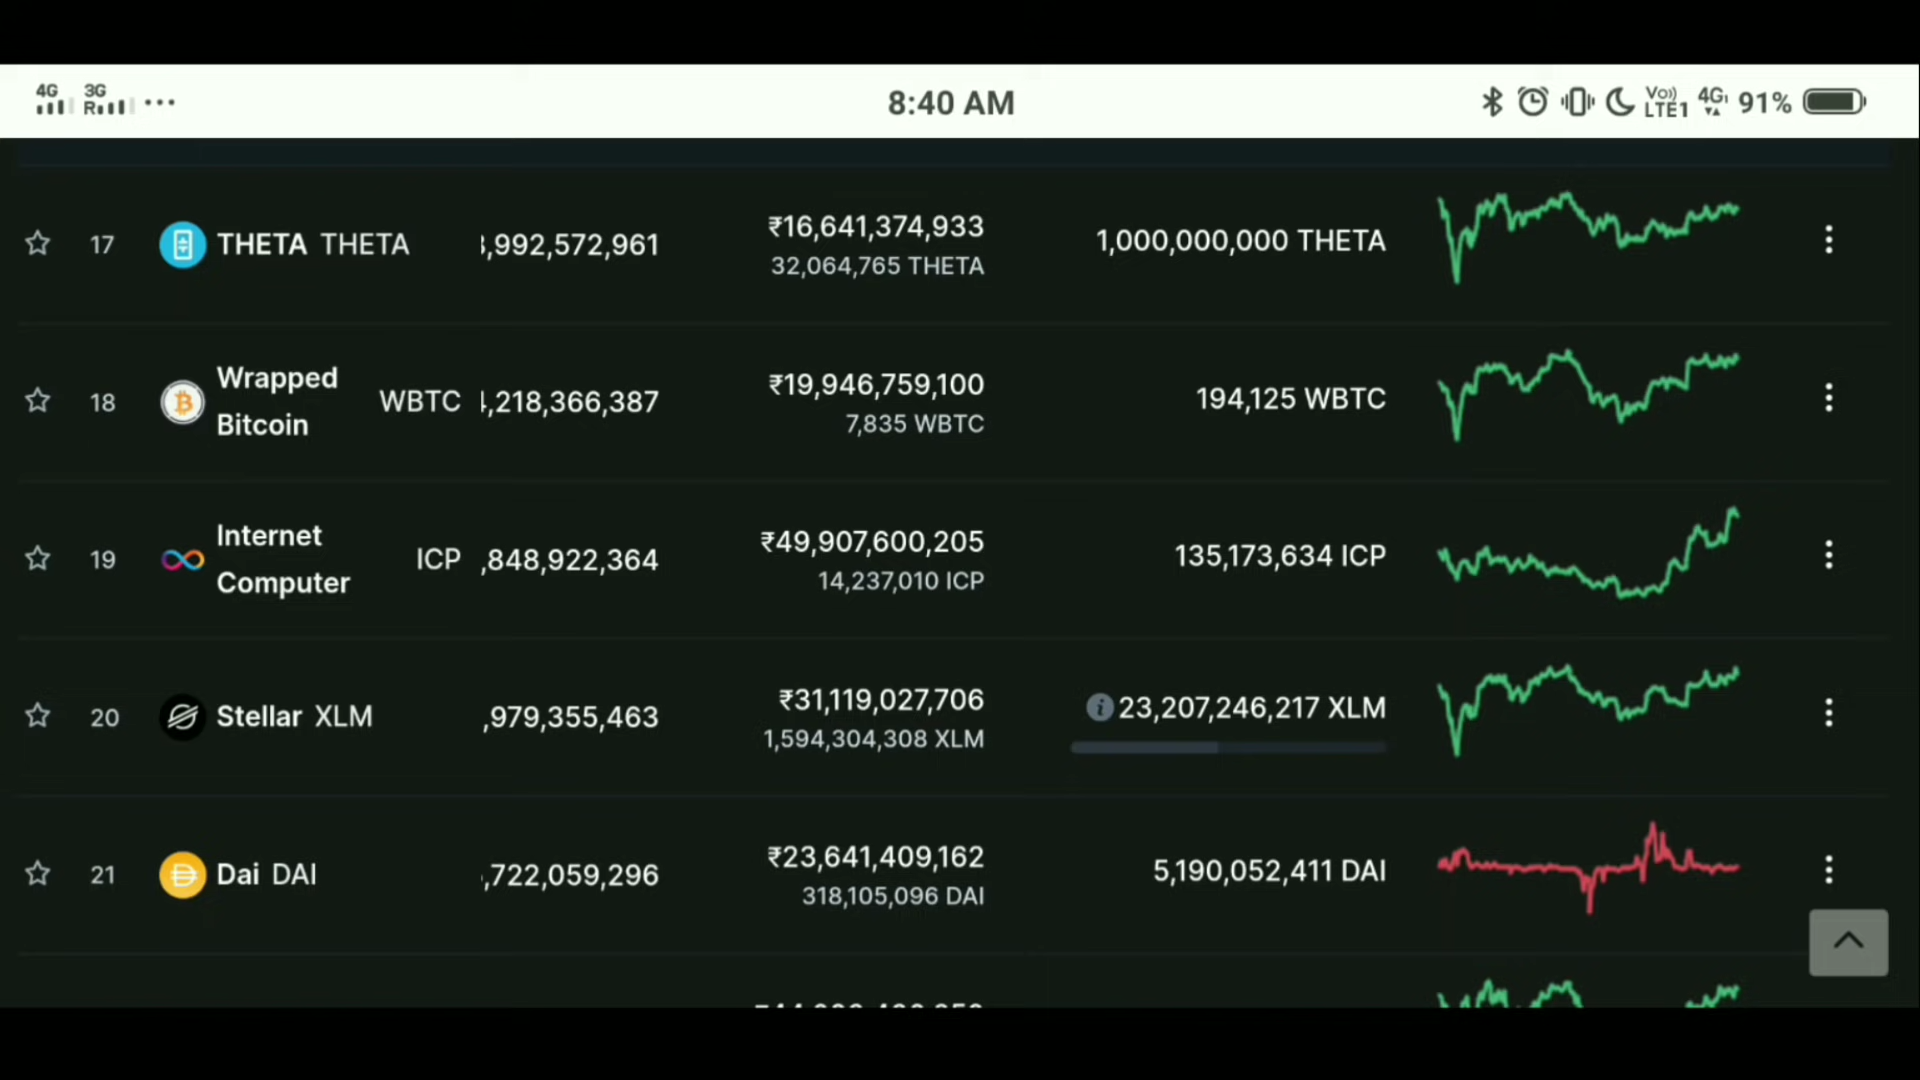 4G 3G R 8:40 AM Vo) LTE1 4G 91%
17 THETA THETA ,992,572,961 ₹16,641,374,933 1,000,000,000 THETA
32,064,765 THETA
18 Wrapped Bitcoin WBTC ,218,366,387 ₹19,946,759,100 194,125 WBTC
7,835 WBTC
19 Internet Computer ICP ,848,922,364 ₹49,907,600,205 135,173,634 ICP
14,237,010 ICP
20 Stellar XLM ,979,355,463 ₹31,119,027,706 23,207,246,217 XLM
1,594,304,308 XLM
21 Dai DAI ,722,059,296 ₹23,641,409,162 5,190,052,411 DAI
318,105,096 DAI